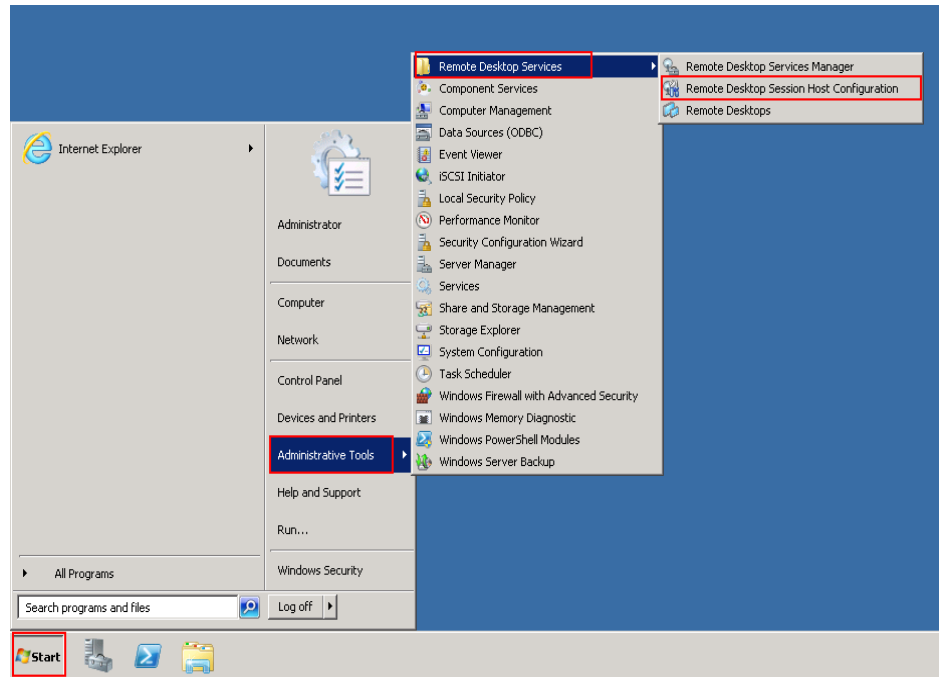 Remote Desktop Services
Component Services
Computer Management
Data Sources (ODBC)
Event Viewer
iSCSI Initiator
Local Security Policy
Performance Monitor
Security Configuration Wizard
Server Manager
Services
Share and Storage Management
Storage Explorer
System Configuration
Task Scheduler
Windows Firewall with Advanced Security
Windows Memory Diagnostic
Windows PowerShell Modules
Windows Server Backup
Remote Desktop Services Manager
Remote Desktop Session Host Configuration
Remote Desktops
Internet Explorer
All Programs
Search programs and files
Administrator
Documents
Computer
Network
Control Panel
Devices and Printers
Administrative Tools
Help and Support
Run...
Windows Security
Log off
Start